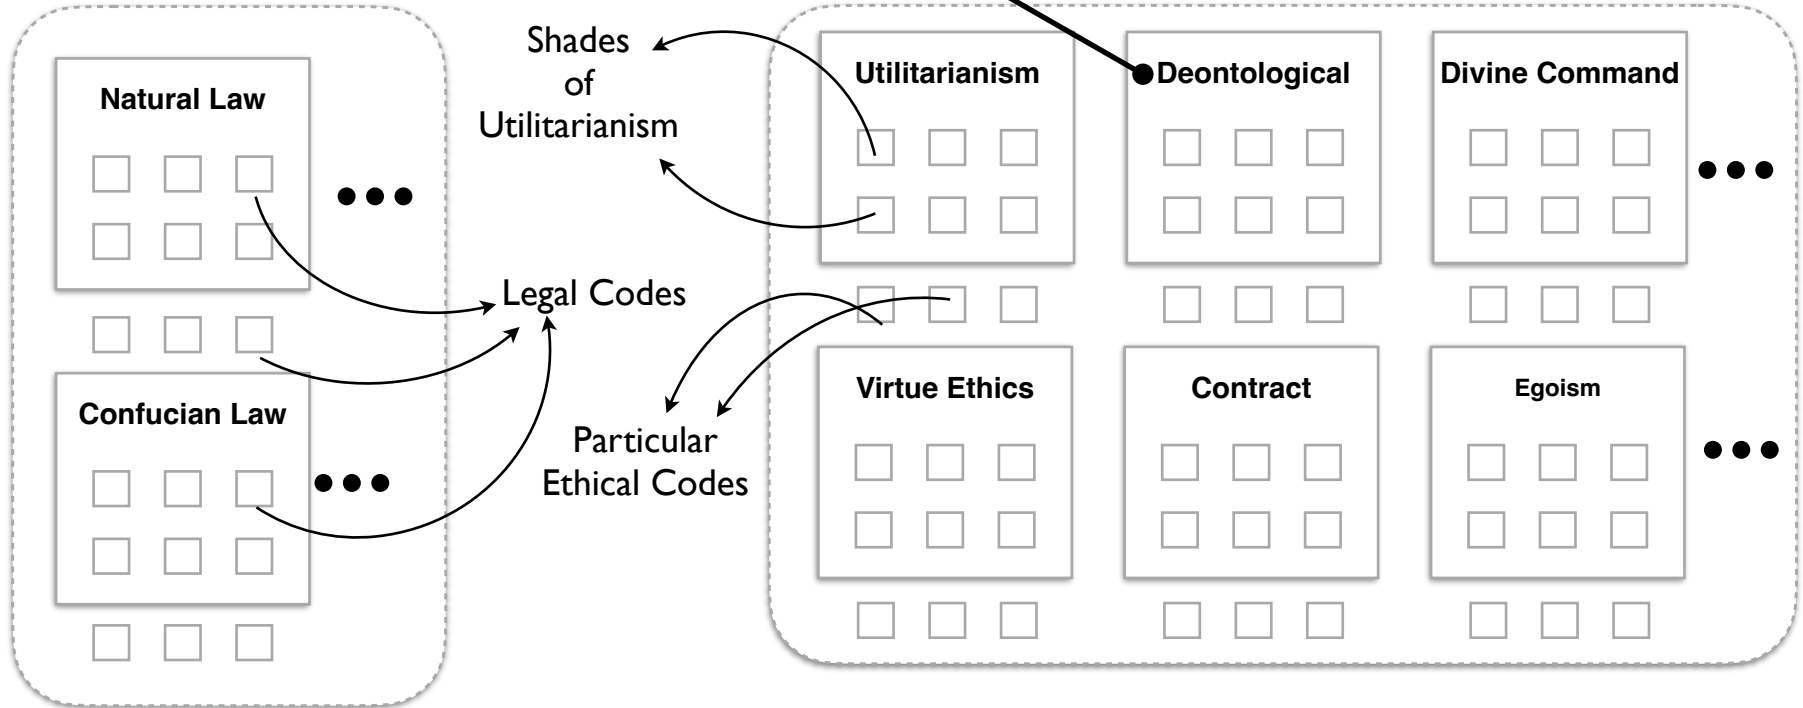 Natural Law
Confucian Law
Shades
of
Utilitarianism
Legal Codes
Particular
Ethical Codes
Utilitarianism
Deontological
Divine Command
Virtue Ethics
Contract
Egoism